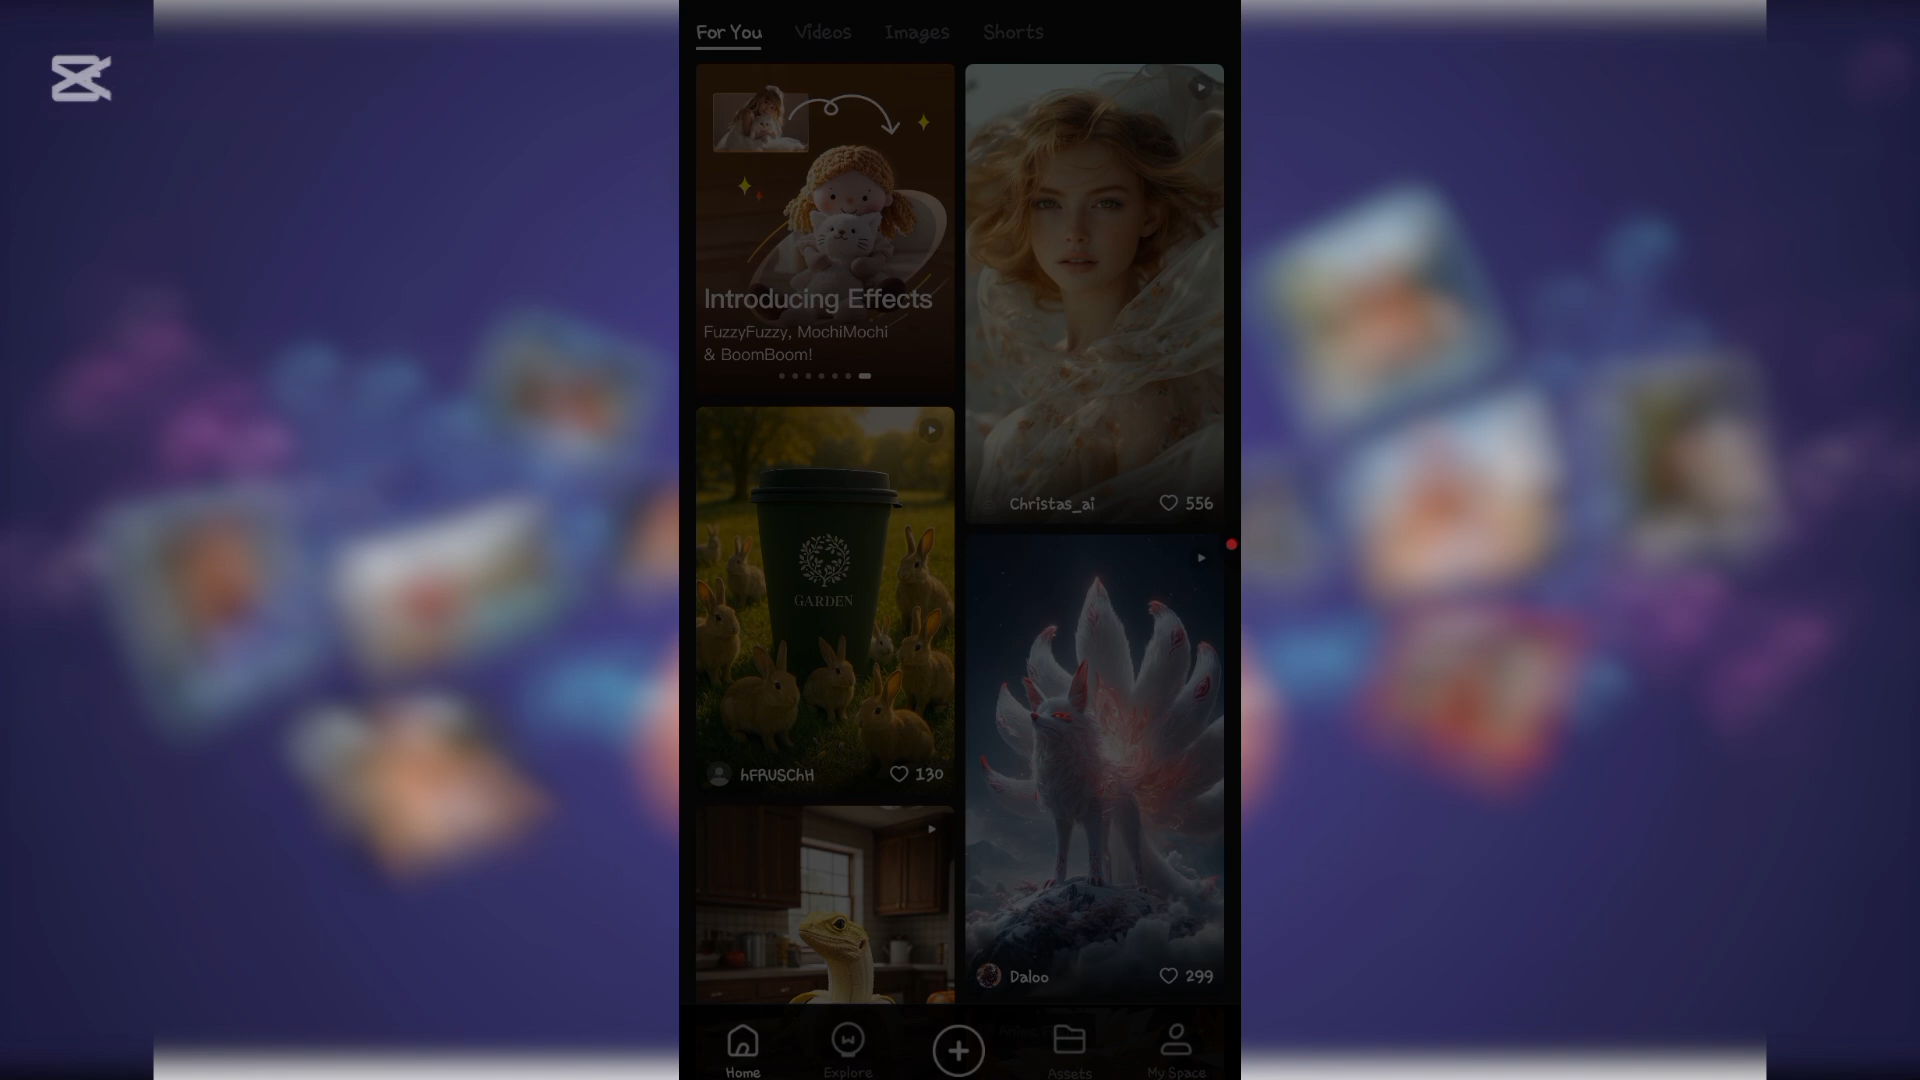 For You Videos Images Shorts
Introducing Effects
FuzzyFuzzy, MochiMochi
& BoomBoom!
Christas_ai 556
GARDEN
hFRUSChH 130
Daloo 299
Home Explore Assets My Space